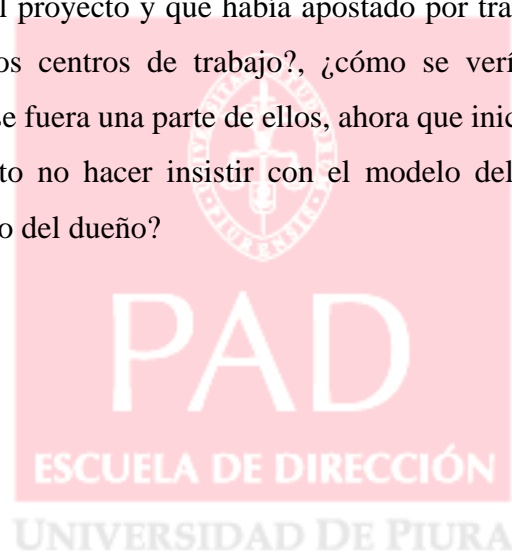 l proyecto y que había apostado por tra
os centros de trabajo?, ¿cómo se verí
se fuera una parte de ellos, ahora que inic
to no hacer insistir con el modelo del
o del dueño?
PAD
ESCUELA DE DIRECCIÓN
UNIVERSIDAD DE PIURA